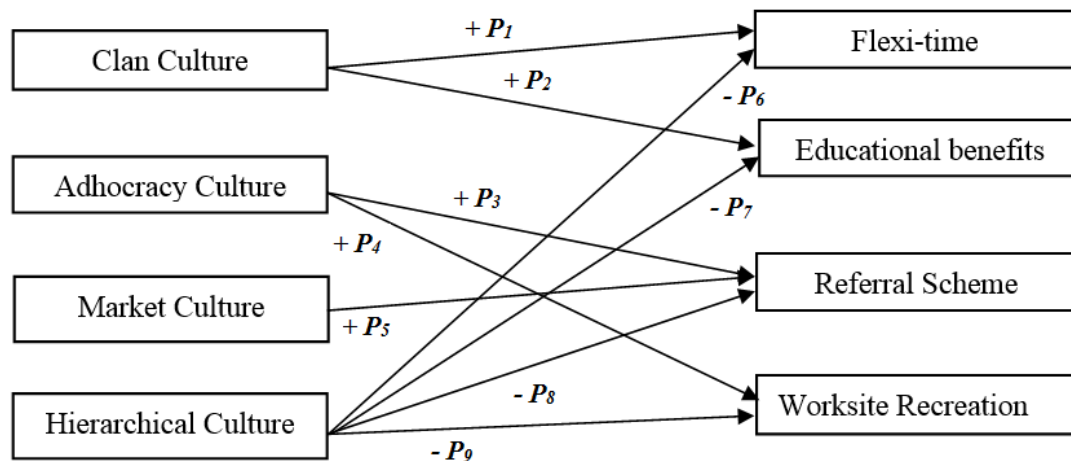 Clan Culture
+ P1
Flexi-time
+ P2
- P6
Adhocracy Culture
Educational benefits
+ P3
- P7
+ P4
Market Culture
Referral Scheme
+ P5
Hierarchical Culture
- P8
Worksite Recreation
- P9